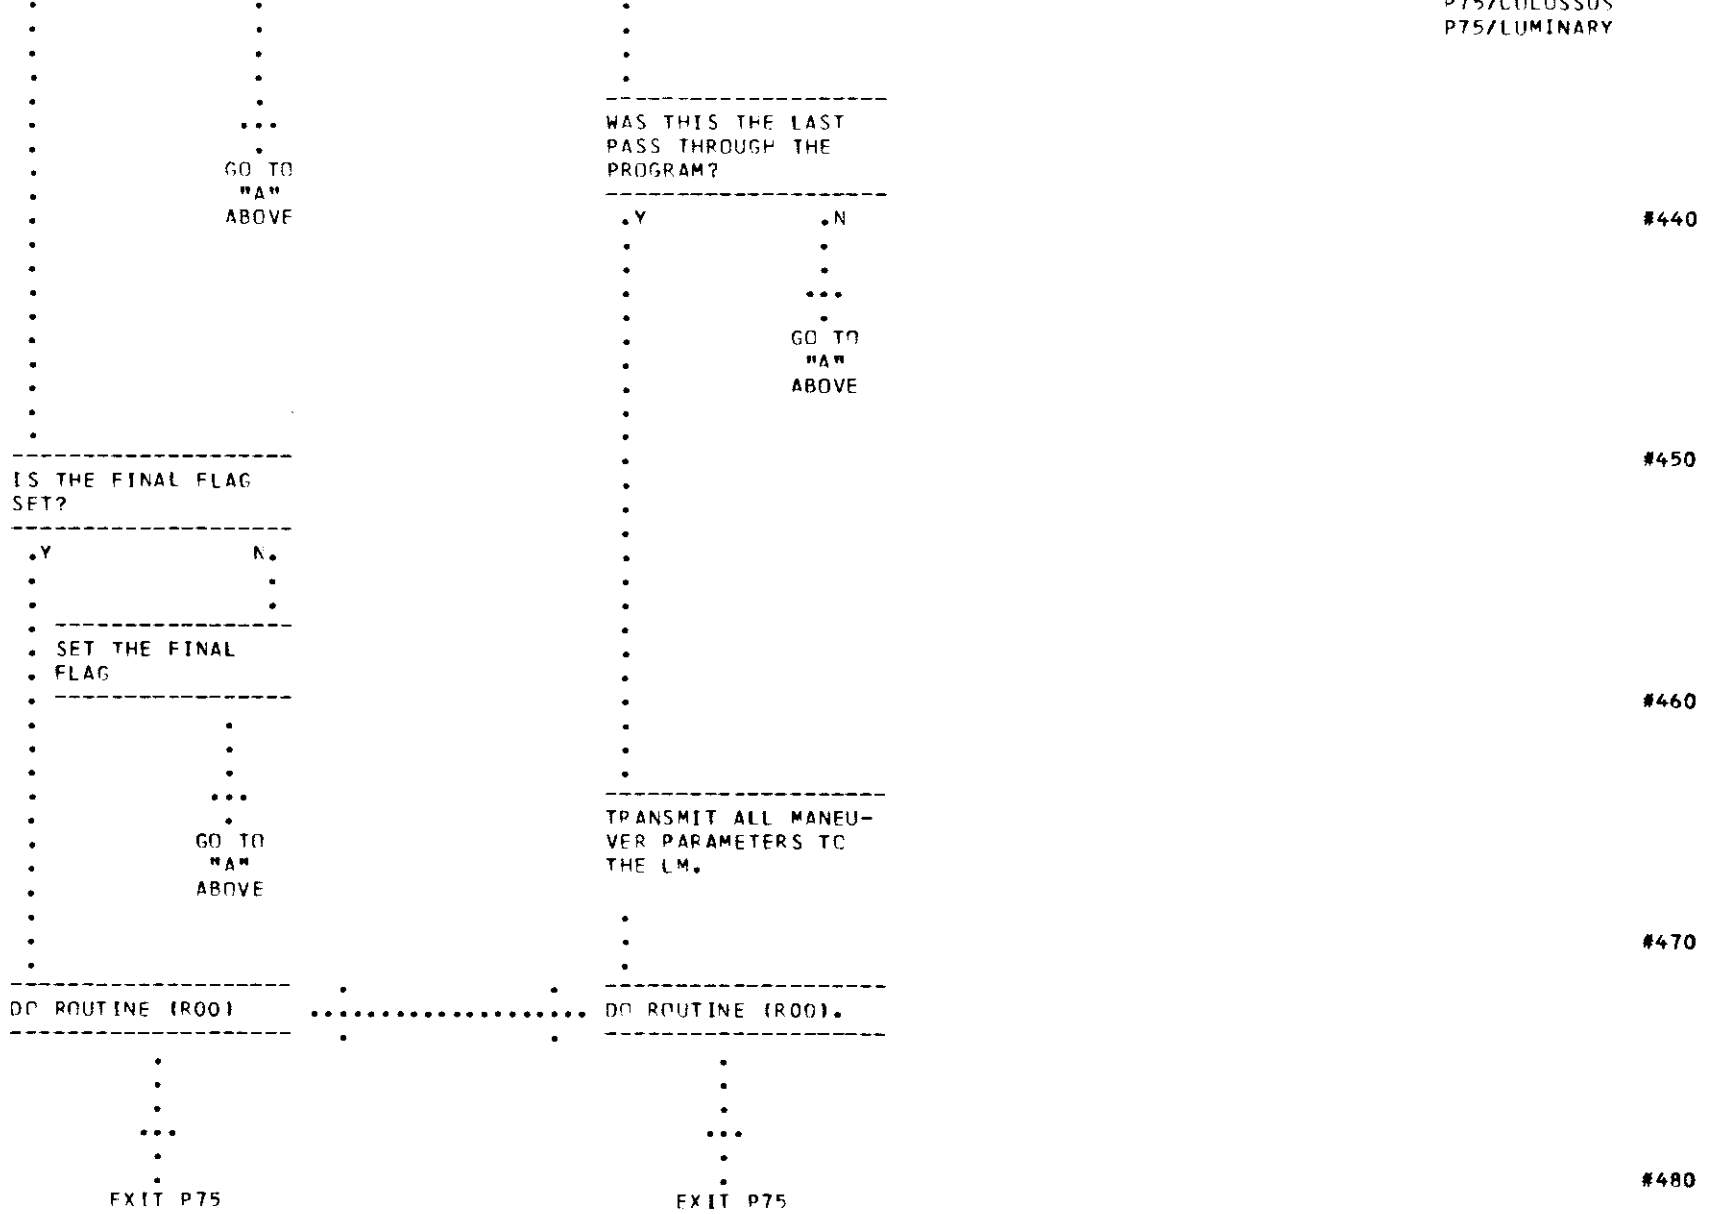 P75/COLOSSUS
P75/LUMINARY
WAS THIS THE LAST
PASS THROUGH THE
PROGRAM?
GO TO
"A"
ABOVE
.Y .N
#440
GO TO
"A"
ABOVE
#450
IS THE FINAL FLAG
SET?
.Y N.
SET THE FINAL
FLAG
#460
TRANSMIT ALL MANEU-
VER PARAMETERS TO
THE LM.
GO TO
"A"
ABOVE
#470
DO ROUTINE (R00)
DO ROUTINE (R00).
#480
EXIT P75
EXIT P75